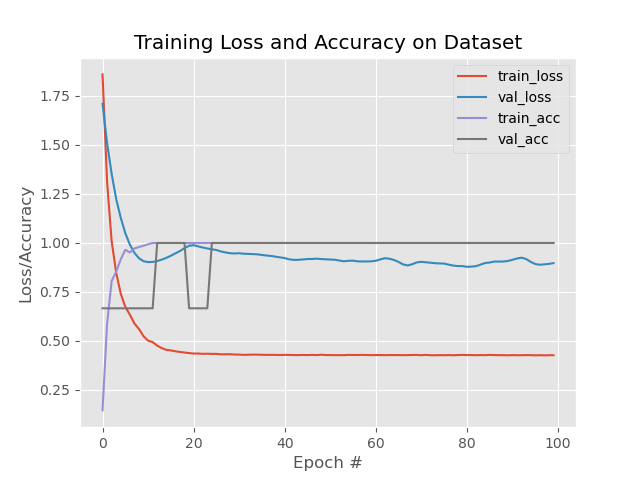 Training Loss and Accuracy on Dataset
train_loss
val_loss
train_acc
val_acc
1.75
1.50
1.25
1.00
0.75
0.50
0.25
Loss/Accuracy
0 20 40 60 80 100
Epoch #